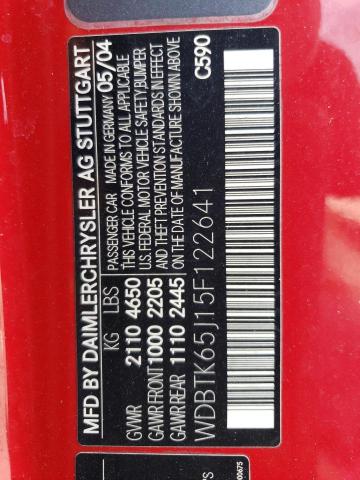 MFD BY DAIMLERCHRYSLER AG STUTTGART
PASSENGER CAR MADE IN GERMANY 05/04
THIS VEHICLE CONFORMS TO ALL APPLICABLE
U.S. FEDERAL MOTOR VEHICLE SAFETY, BUMPER
AND THEFT PREVENTION STANDARDS IN EFFECT
ON THE DATE OF MANUFACTURE SHOWN ABOVE
KG LBS
GVWR 2110 4650
GAWR FRONT 1000 2205
GAWR REAR 1110 2445
C590
WDBTK65J15F122641